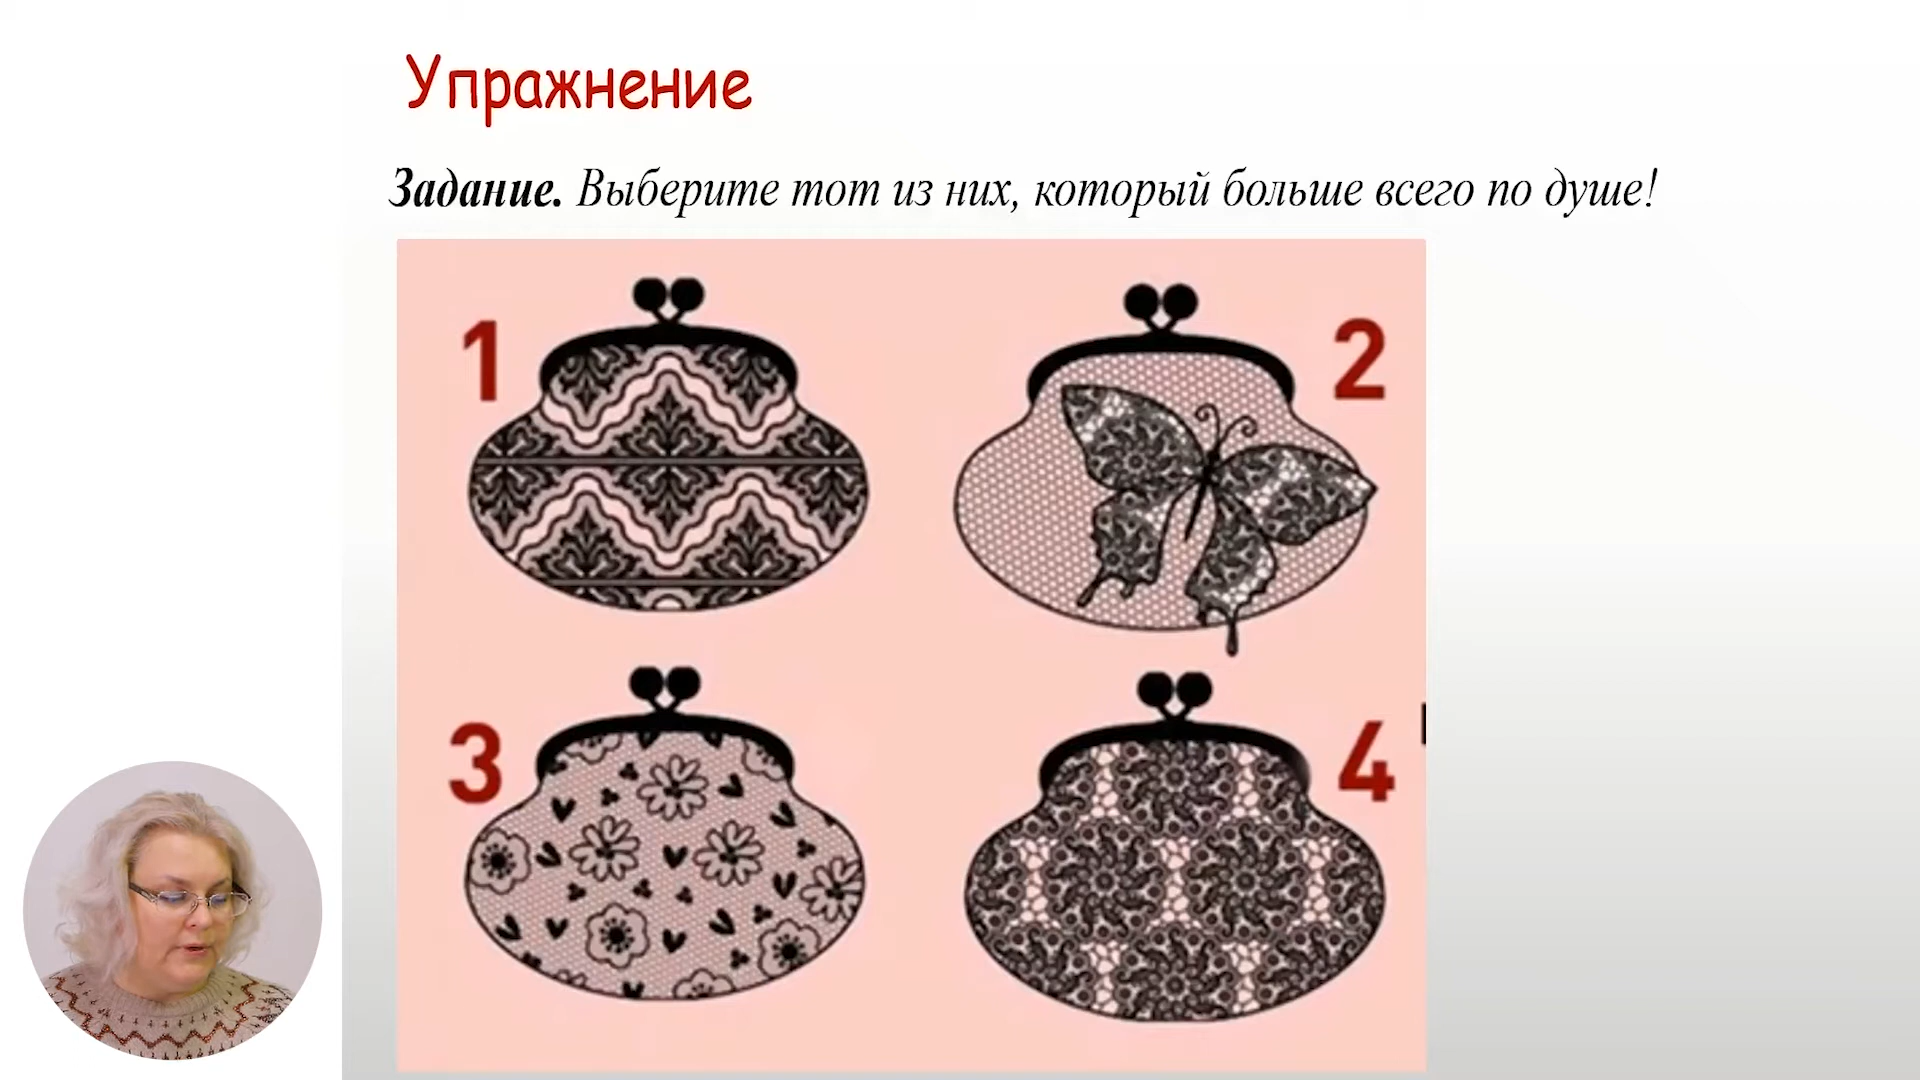 Упражнение
Задание. Выберите тот из них, который больше всего по душе!
1
2
3
4